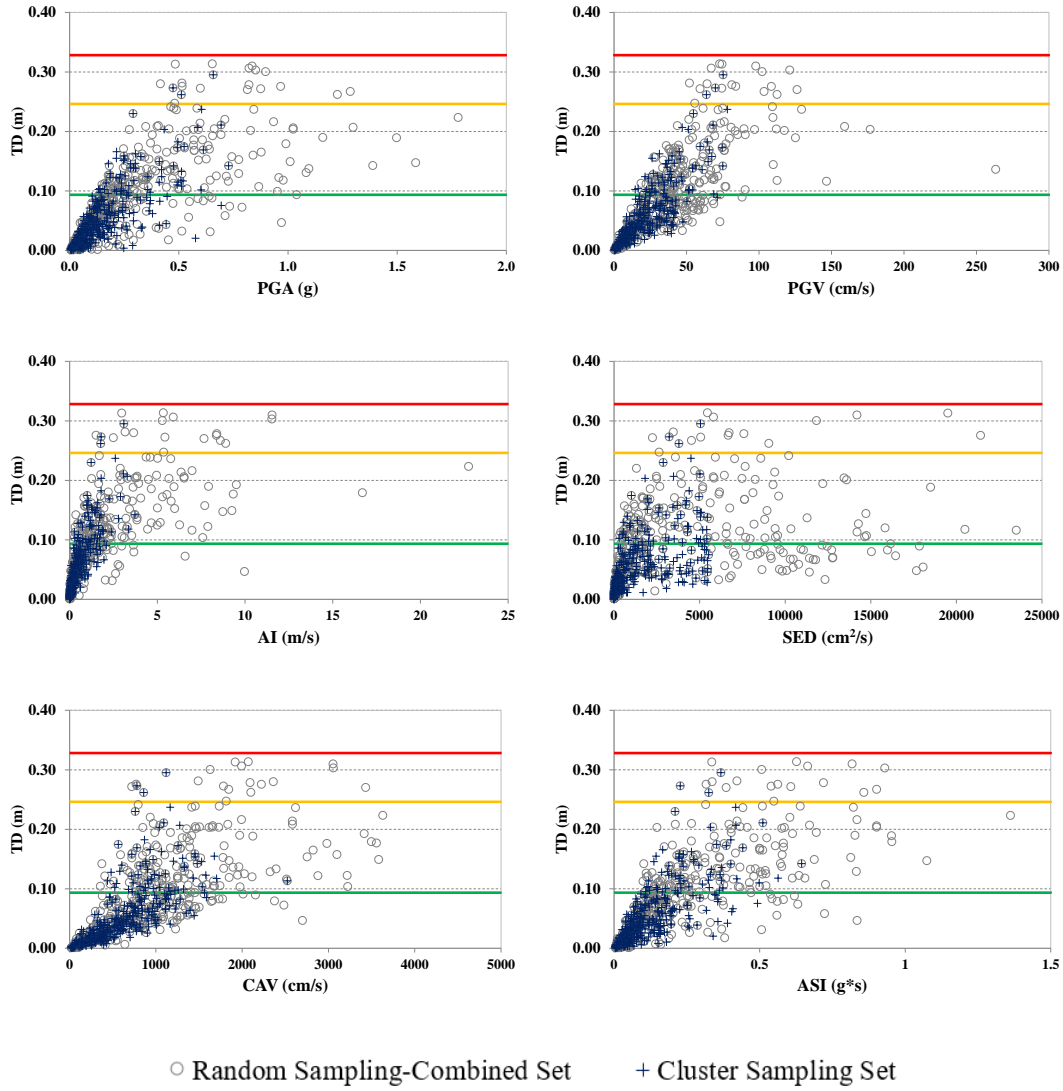 0.40
0.30
0.20
0.10
0.00
TD (m)
0.0 0.5 1.0 1.5 2.0
PGA (g)
0.40
0.30
0.20
0.10
0.00
TD (m)
0 50 100 150 200 250 300
PGV (cm/s)
0.40
0.30
0.20
0.10
0.00
TD (m)
0 5 10 15 20 25
AI (m/s)
0.40
0.30
0.20
0.10
0.00
TD (m)
0 5000 10000 15000 20000 25000
SED (cm²/s)
0.40
0.30
0.20
0.10
0.00
TD (m)
0 1000 2000 3000 4000 5000
CAV (cm/s)
0.40
0.30
0.20
0.10
0.00
TD (m)
0 0.5 1 1.5
ASI (g*s)
Random Sampling-Combined Set Cluster Sampling Set